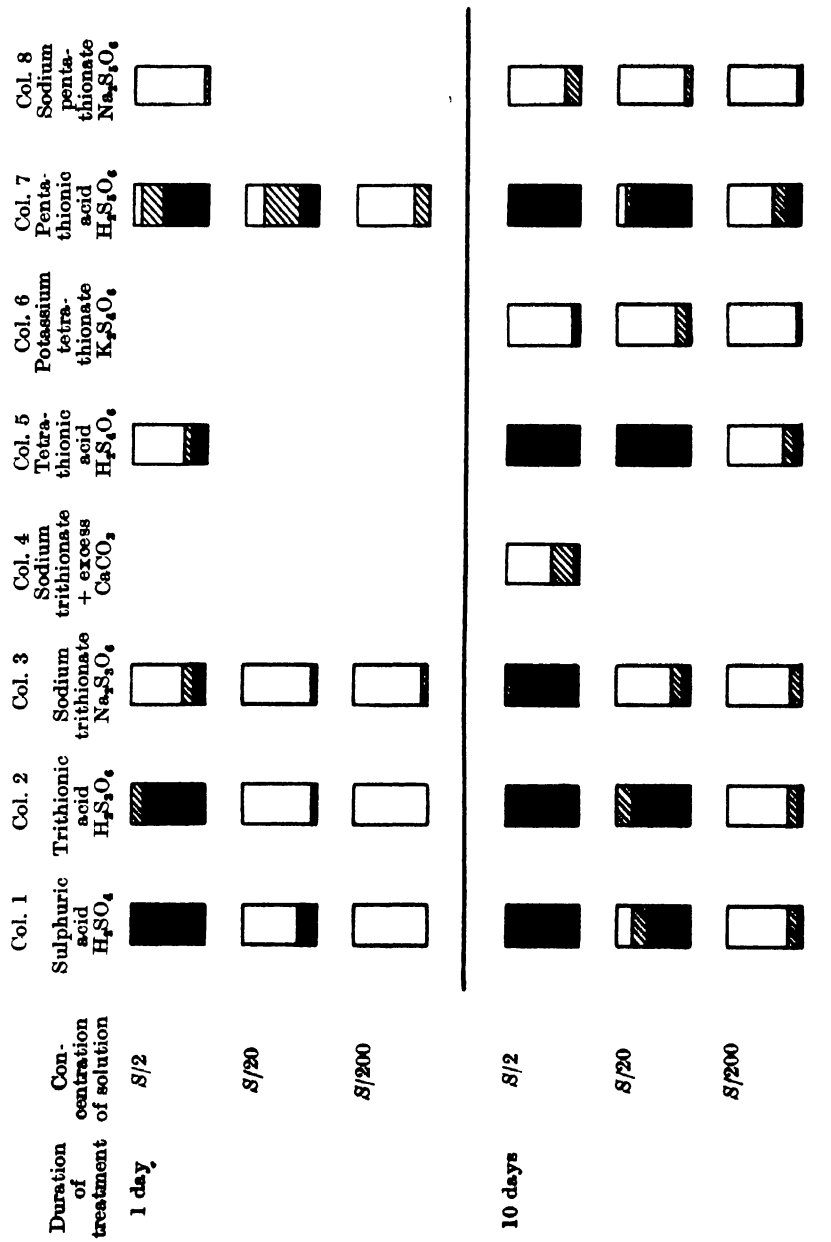 Duration
of
treatment
Con-
centration
of solution
Col. 1
Sulphuric
acid
H₂SO₄
Col. 2
Trithionic
acid
H₂S₃O₆
Col. 3
Sodium
trithionate
Na₂S₃O₆
Col. 4
Sodium
trithionate
+ excess
CaCO₃
Col. 5
Tetra-
thionic
acid
H₂S₄O₆
Col. 6
Potassium
tetra-
thionate
K₂S₄O₆
Col. 7
Penta-
thionic
acid
H₂S₅O₆
Col. 8
Sodium
penta-
thionate
Na₂S₅O₆
1 day
S/2
S/20
S/200
10 days
S/2
S/20
S/200